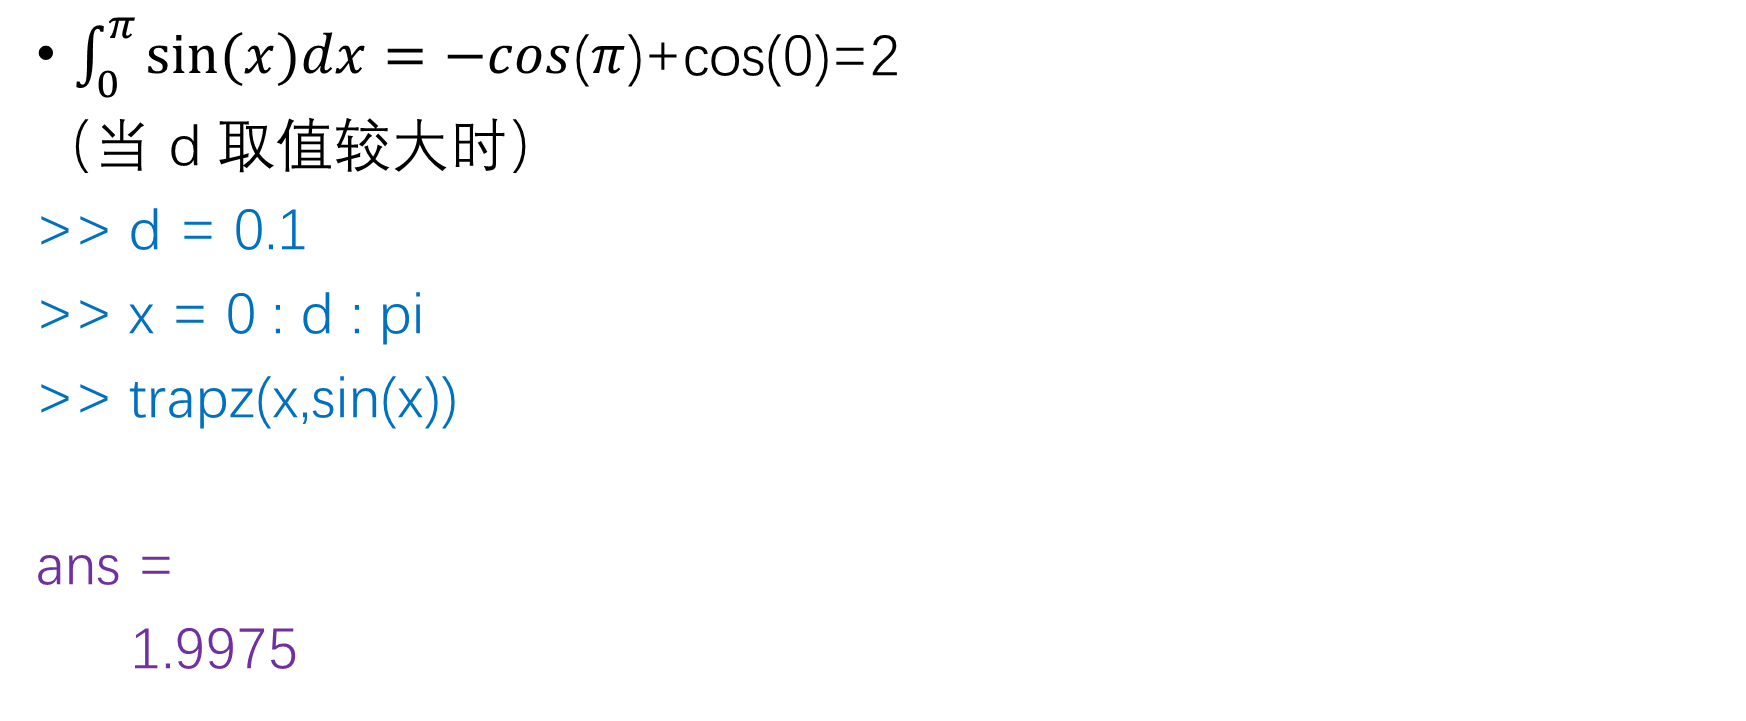 • ∫₀^π sin(x)dx = −cos(π)+cos(0)=2
（当 d 取值较大时）
>> d = 0.1
>> x = 0 : d : pi
>> trapz(x,sin(x))
ans =
1.9975